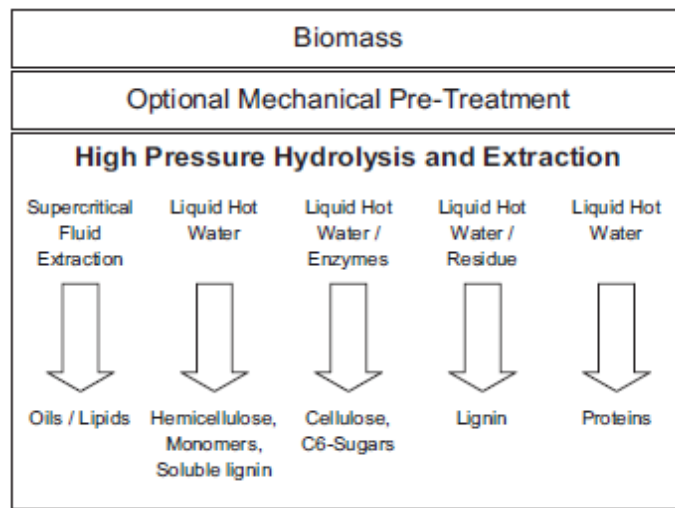 Biomass
Optional Mechanical Pre-Treatment
High Pressure Hydrolysis and Extraction
Supercritical
Fluid
Extraction
Liquid Hot
Water
Liquid Hot
Water /
Enzymes
Liquid Hot
Water /
Residue
Liquid Hot
Water
Oils / Lipids
Hemicellulose,
Monomers,
Soluble lignin
Cellulose,
C6-Sugars
Lignin
Proteins